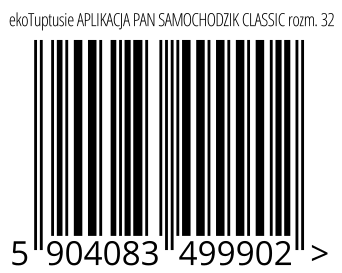 ekoTuptusie APLIKACJA PAN SAMOCHODZIK CLASSIC rozm. 32
5 904083 499902 >